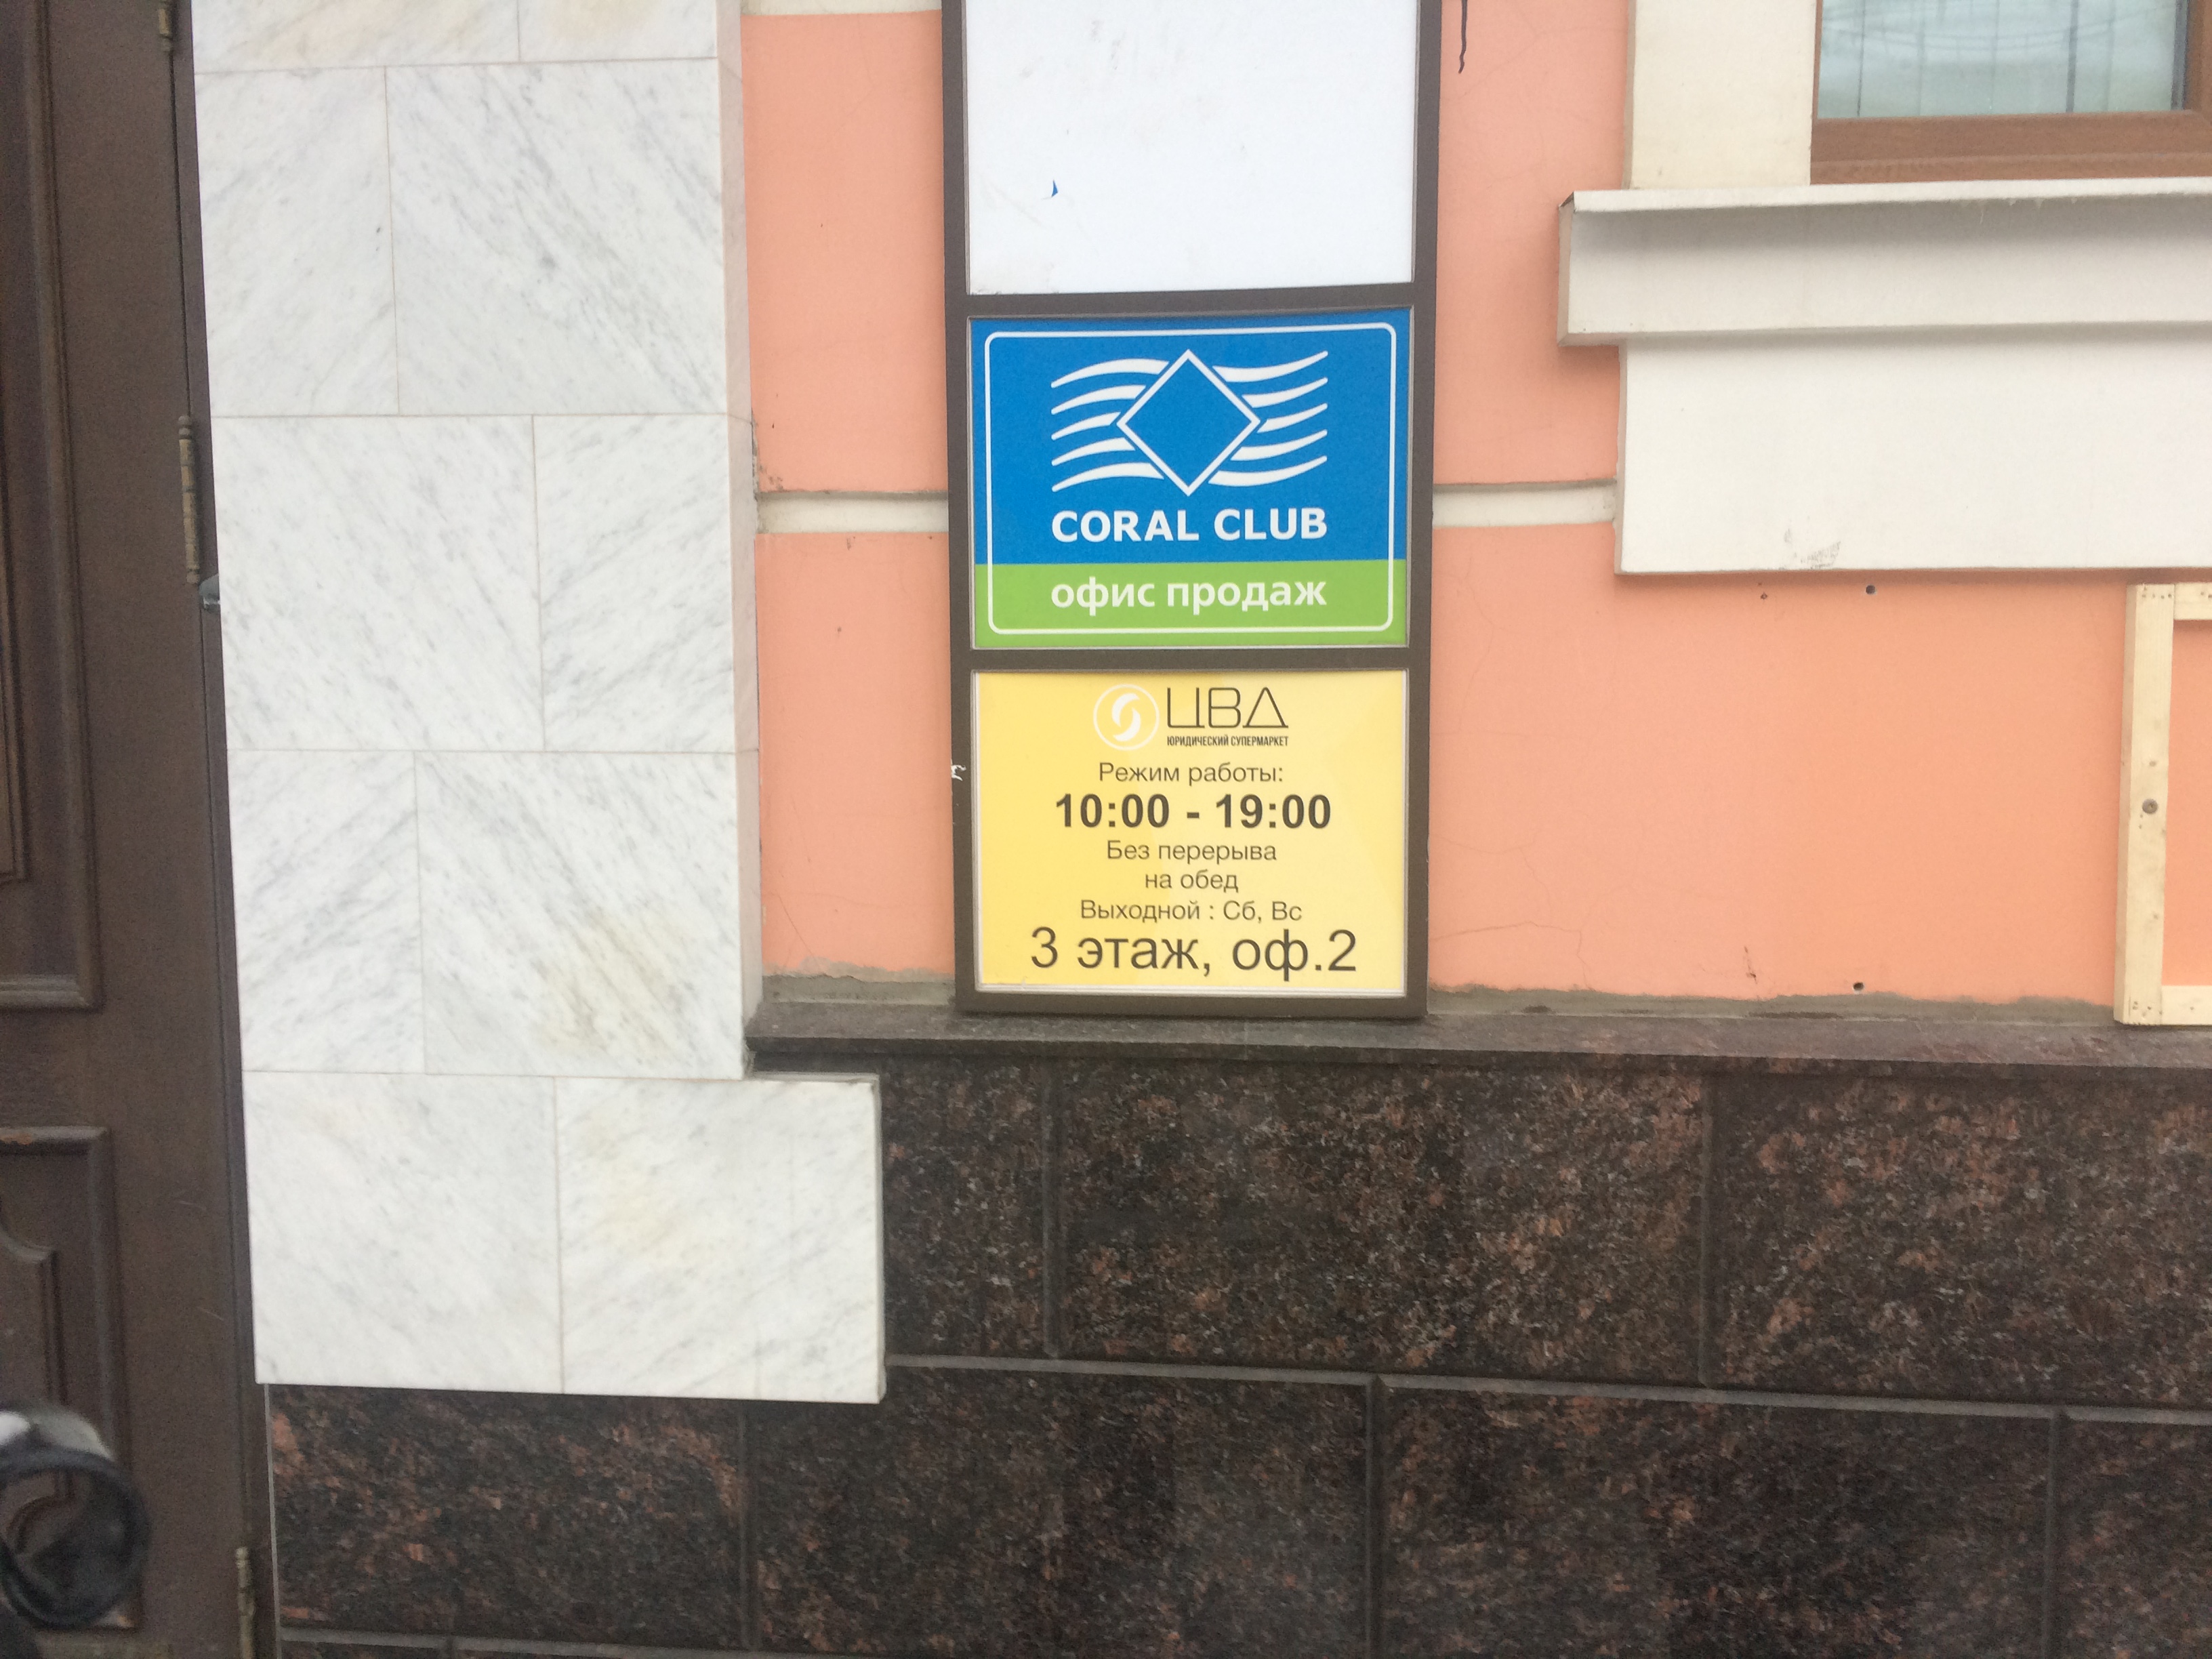 CORAL CLUB
офис продаж
ЦВД
ЮРИДИЧЕСКИЙ СУПЕРМАРКЕТ
Режим работы:
10:00 - 19:00
Без перерыва
на обед
Выходной : Сб, Вс
3 этаж, оф.2